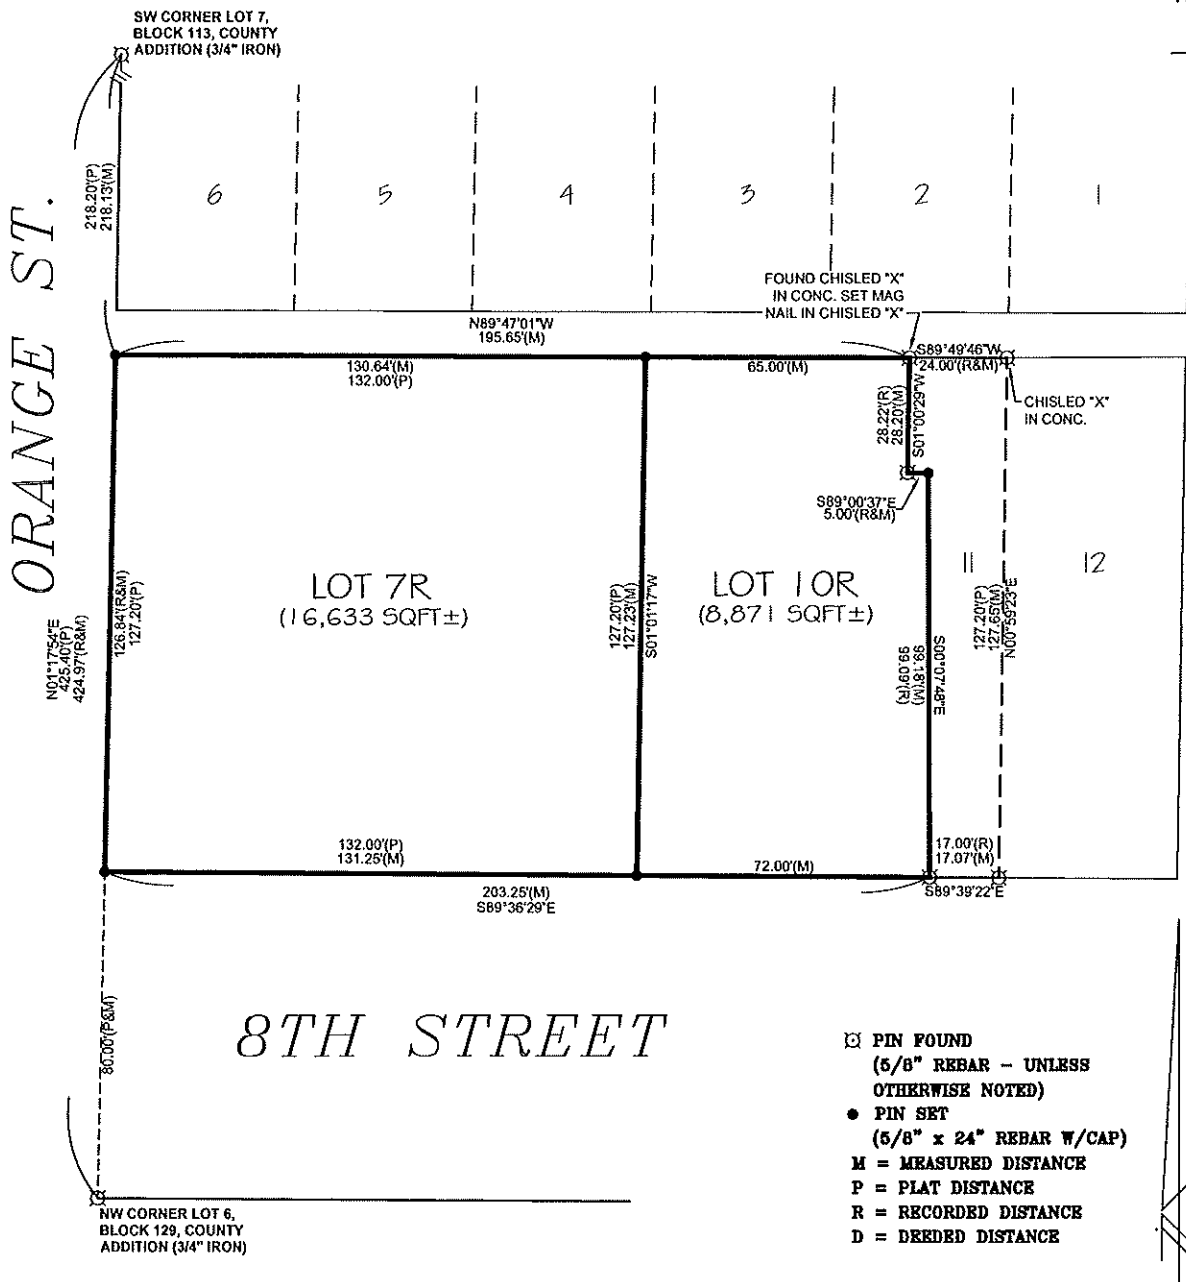 SW CORNER LOT 7,
BLOCK 113, COUNTY
ADDITION (3/4" IRON)
218.20'(P)
218.13'(M)
6
5
4
3
2
1
ORANGE ST.
FOUND CHISLED "X"
IN CONC. SET MAG
NAIL IN CHISLED "X"
N89°47'01"W
195.65'(M)
130.64'(M)
132.00'(P)
65.00'(M)
S89°49'46"W
24.00'(R&M)
CHISLED "X"
IN CONC.
28.22'(R)
28.20'(M)
S01°00'29"W
S89°00'37"E
5.00'(R&M)
N01°17'54"E
425.40'(P)
424.97'(R&M)
126.84'(R&M)
127.20'(P)
LOT 7R
(16,633 SQFT±)
127.20'(P)
127.23'(M)
S01°01'17"W
LOT 10R
(8,871 SQFT±)
S00°07'48"E
99.18'(M)
99.09'(R)
11
127.20'(P)
127.65'(M)
N00°59'23"E
12
132.00'(P)
131.25'(M)
72.00'(M)
17.00'(R)
17.07'(M)
203.25'(M)
S89°36'29"E
S89°39'22"E
80.00'(P&M)
8TH STREET
NW CORNER LOT 6,
BLOCK 129, COUNTY
ADDITION (3/4" IRON)
PIN FOUND
(5/8" REBAR - UNLESS
OTHERWISE NOTED)
PIN SET
(5/8" x 24" REBAR W/CAP)
M = MEASURED DISTANCE
P = PLAT DISTANCE
R = RECORDED DISTANCE
D = DEEDED DISTANCE